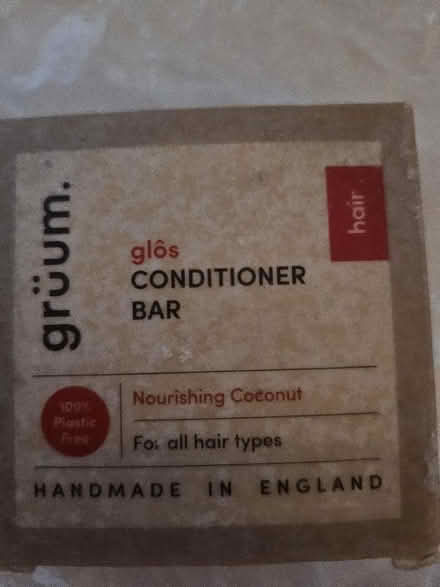 grüum.
hair
glôs
CONDITIONER
BAR
100%
Plastic
Free
Nourishing Coconut
For all hair types
HANDMADE IN ENGLAND